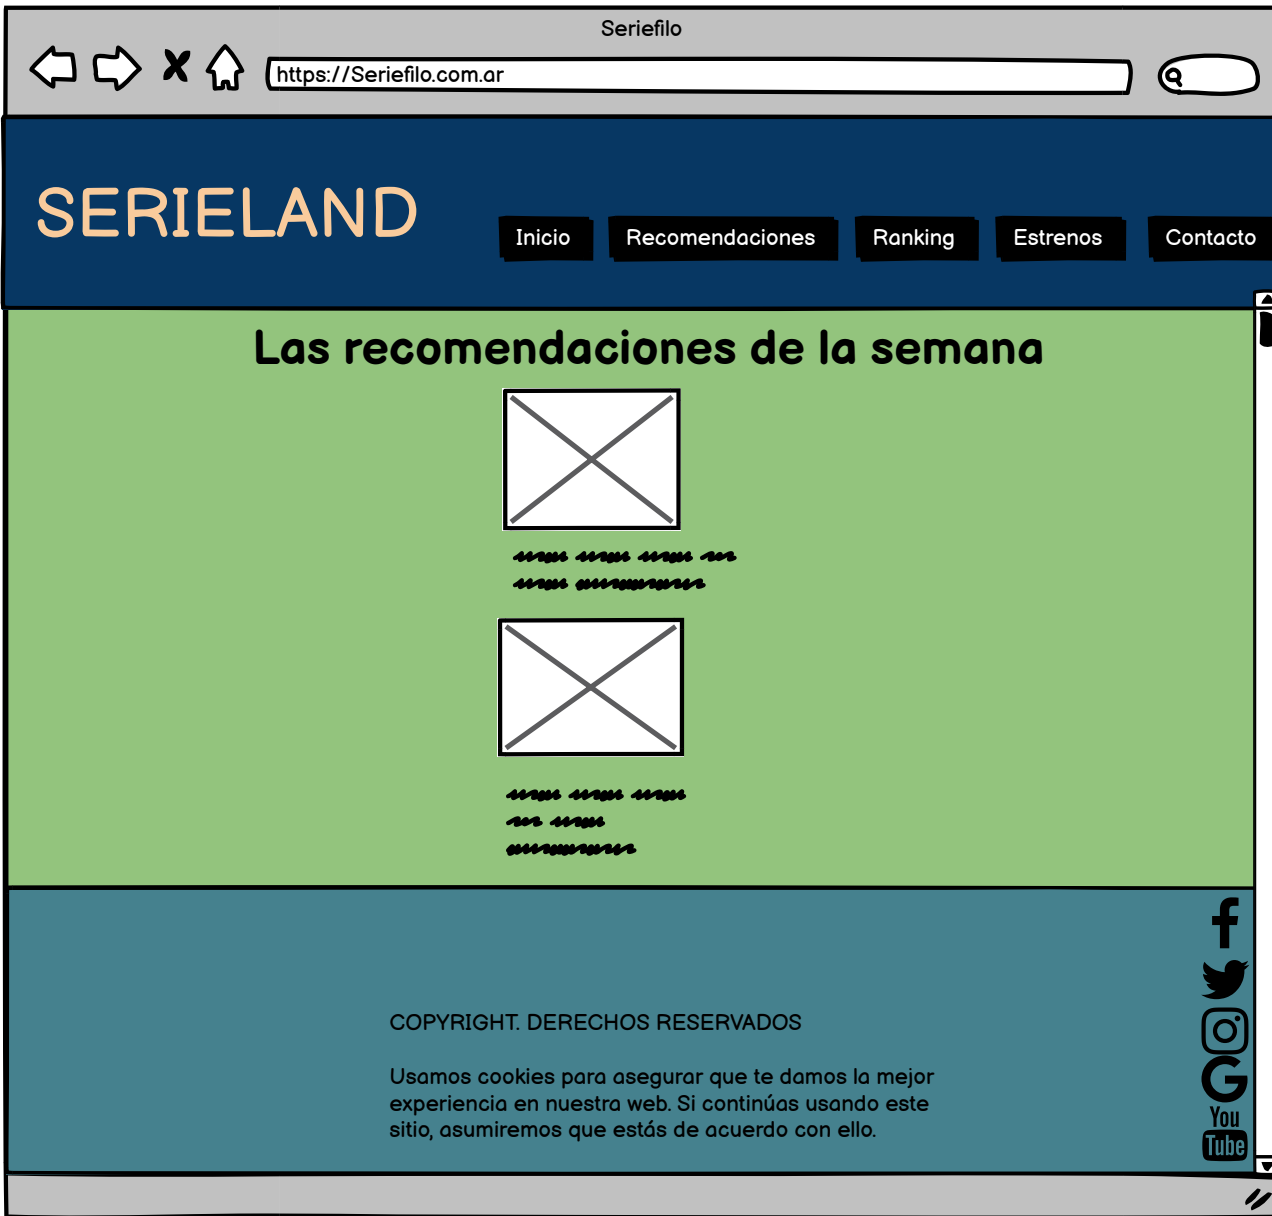 Seriefilo
https://Seriefilo.com.ar
SERIELAND
Inicio
Recomendaciones
Ranking
Estrenos
Contacto
Las recomendaciones de la semana
COPYRIGHT. DERECHOS RESERVADOS
Usamos cookies para asegurar que te damos la mejor
experiencia en nuestra web. Si continúas usando este
sitio, asumiremos que estás de acuerdo con ello.
You
Tube